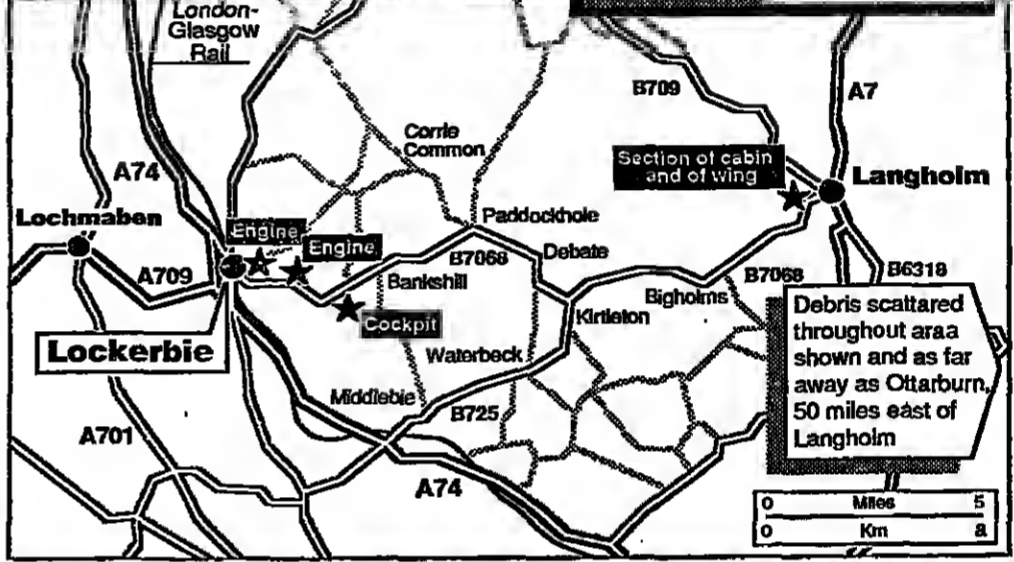 London-
Glasgow
Rail
B709
A7
Corrie
Common
A74
Section of cabin
and of wing
Langholm
Lochmaben
Paddockhole
Engine
Engine
Debate
B7068
A709
Bankshill
B7068
B6318
Bigholms
Cockpit
Kirtleton
Lockerbie
Waterbeck
Middlebie
B725
A701
A74
Debris scattared
throughout araa
shown and as far
away as Ottarburn,
50 miles east of
Langholm
0 Miles 5
0 Km a